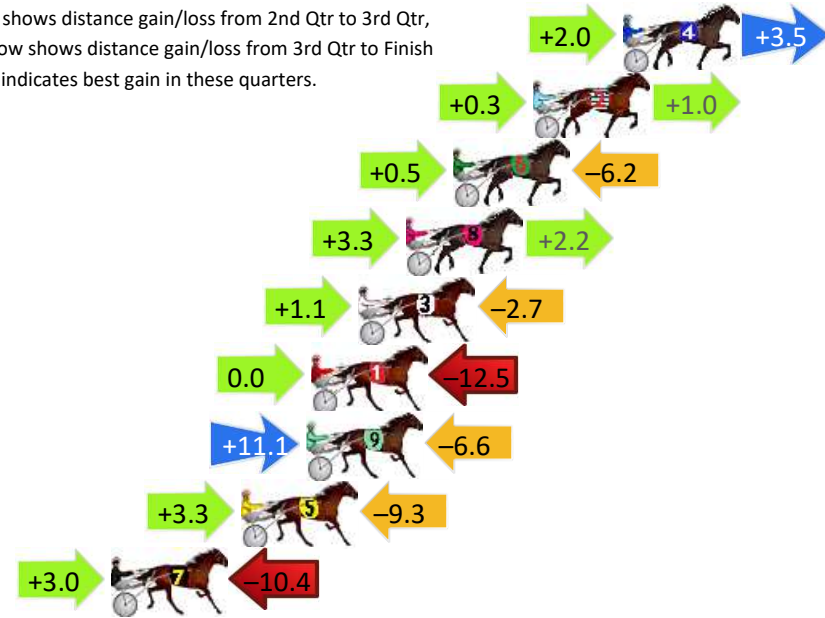 shows distance gain/loss from 2nd Qtr to 3rd Qtr,
ow shows distance gain/loss from 3rd Qtr to Finish
indicates best gain in these quarters.
+2.0 4 +3.5
+0.3 2 +1.0
+0.5 6 –6.2
+3.3 8 +2.2
+1.1 3 –2.7
0.0 1 –12.5
+11.1 9 –6.6
+3.3 5 –9.3
+3.0 7 –10.4